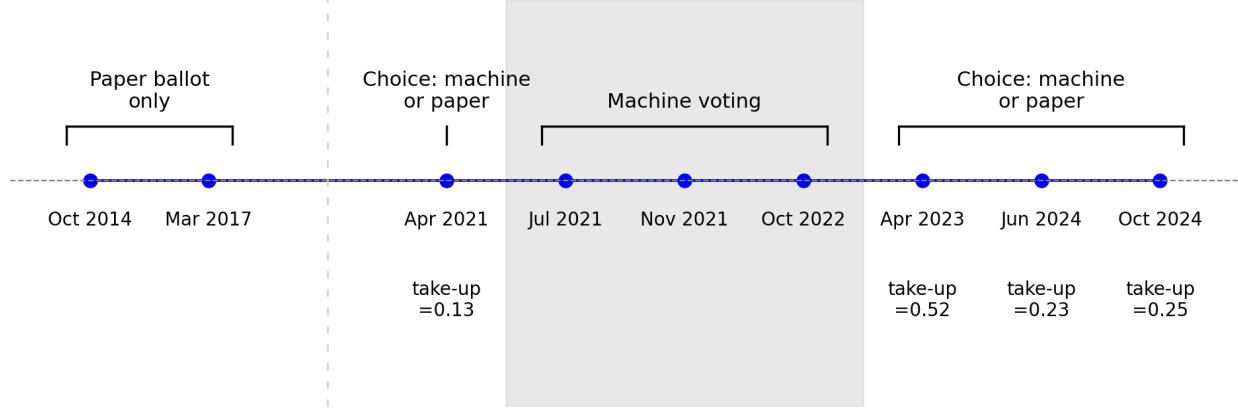 Paper ballot
only
Choice: machine
or paper
Machine voting
Choice: machine
or paper
Oct 2014
Mar 2017
Apr 2021
Jul 2021
Nov 2021
Oct 2022
Apr 2023
Jun 2024
Oct 2024
take-up
=0.13
take-up
=0.52
take-up
=0.23
take-up
=0.25